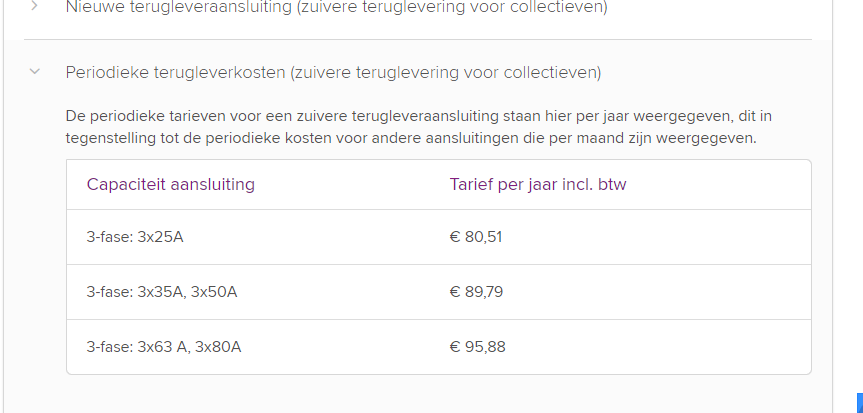 Nieuwe terugleveraansluiting (zuivere teruglevering voor collectieven)
Periodieke terugleverkosten (zuivere teruglevering voor collectieven)
De periodieke tarieven voor een zuivere terugleveraansluiting staan hier per jaar weergegeven, dit in
tegenstelling tot de periodieke kosten voor andere aansluitingen die per maand zijn weergegeven.
Capaciteit aansluiting Tarief per jaar incl. btw
3-fase: 3x25A € 80,51
3-fase: 3x35A, 3x50A € 89,79
3-fase: 3x63 A, 3x80A € 95,88